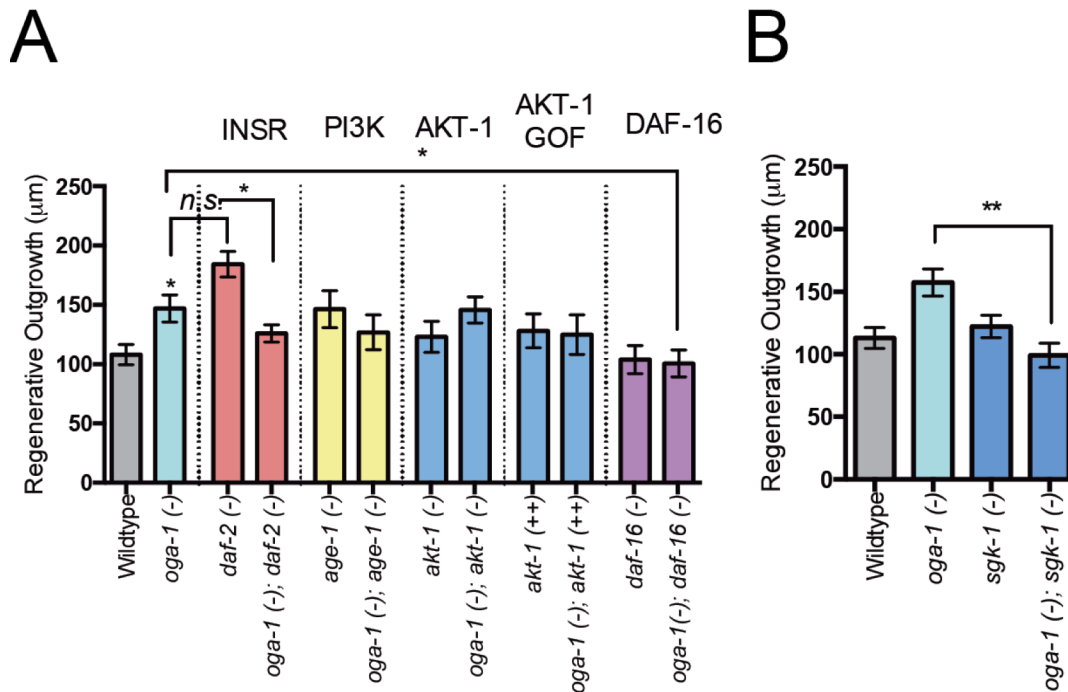 A
INSR
PI3K
AKT-1
AKT-1
GOF
DAF-16
*
n.s.
*
*
Regenerative Outgrowth (μm)
250
200
150
100
50
0
Wildtype
oga-1 (-)
daf-2 (-)
oga-1 (-); daf-2 (-)
age-1 (-)
oga-1 (-); age-1 (-)
akt-1 (-)
oga-1 (-); akt-1 (-)
akt-1 (++)
oga-1 (-); akt-1 (++)
daf-16 (-)
oga-1(-); daf-16 (-)
B
**
Regenerative Outgrowth (μm)
250
200
150
100
50
0
Wildtype
oga-1 (-)
sgk-1 (-)
oga-1 (-); sgk-1 (-)